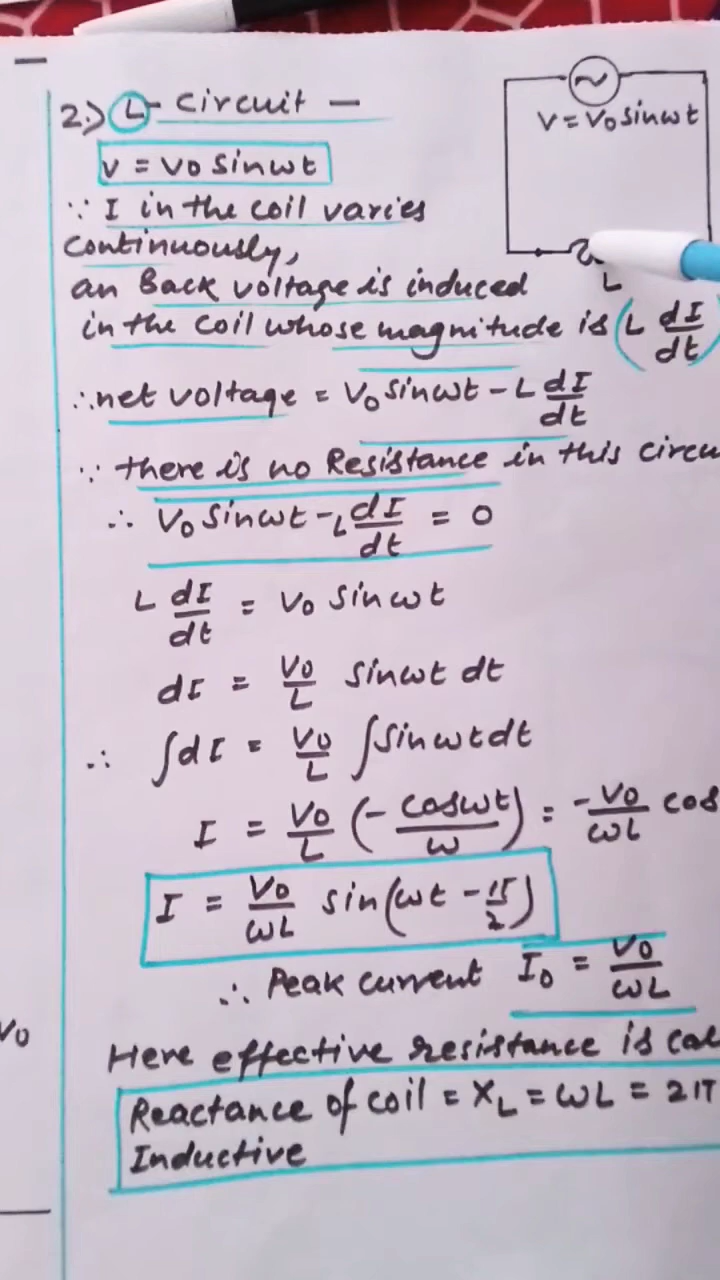 2.) L - Circuit -
V = V₀ sinωt
V = V₀ sinωt
∵ I in the coil varies
Continuously,
an Back voltage is induced
L
in the coil whose magnitude is (L dI/dt)
∴ net voltage = V₀ sinωt - L dI/dt
∵ there is no Resistance in this circu
∴ V₀ sinωt - L dI/dt = 0
L dI/dt = V₀ sinωt
dI = V₀/L sinωt dt
∴ ∫dI = V₀/L ∫sinωt dt
I = V₀/L (- cosωt/ω) = -V₀/ωL cos
I = V₀/ωL sin(ωt - π/2)
∴ Peak current I₀ = V₀/ωL
V₀
Here effective resistance is cal
Reactance of coil = X_L = ωL = 2π
Inductive